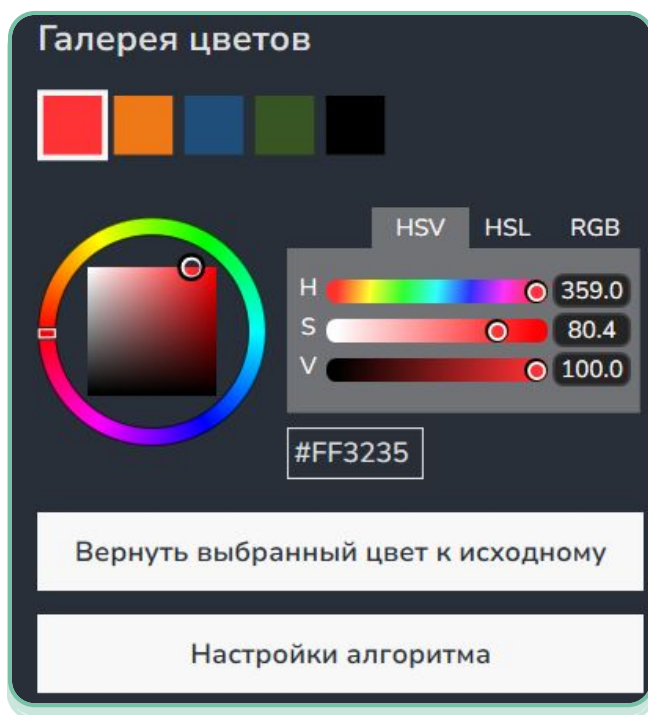 Галерея цветов
HSV HSL RGB
H 359.0
S 80.4
V 100.0
#FF3235
Вернуть выбранный цвет к исходному
Настройки алгоритма